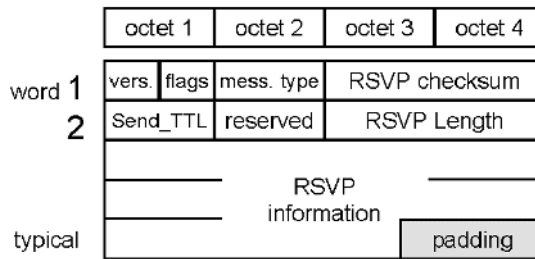 octet 1 octet 2 octet 3 octet 4
word 1 vers. flags mess. type RSVP checksum
2 Send_TTL reserved RSVP Length
RSVP
information
typical padding